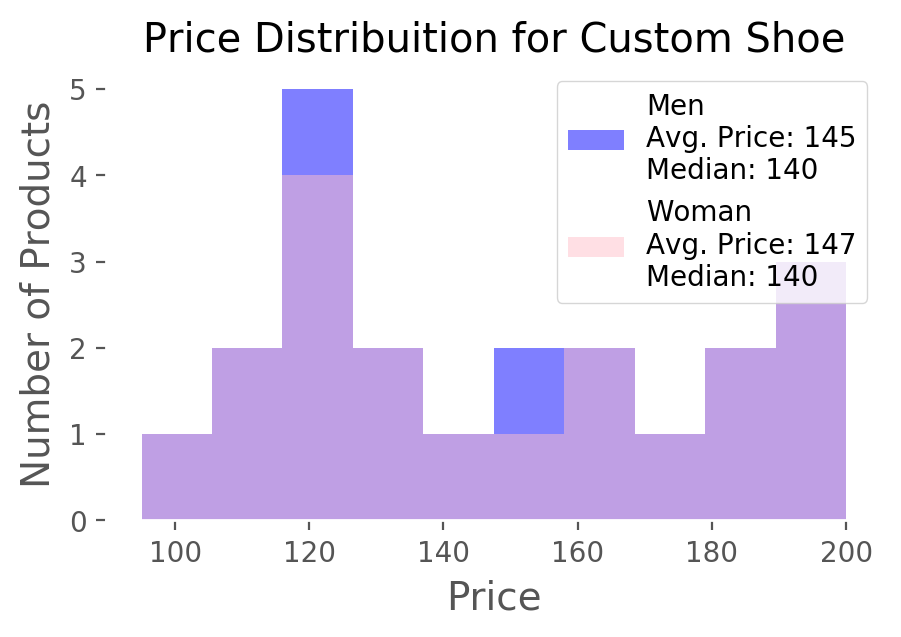 Price Distribuition for Custom Shoe
Number of Products
5
4
3
2
1
0
Men
Avg. Price: 145
Median: 140
Woman
Avg. Price: 147
Median: 140
100 120 140 160 180 200
Price